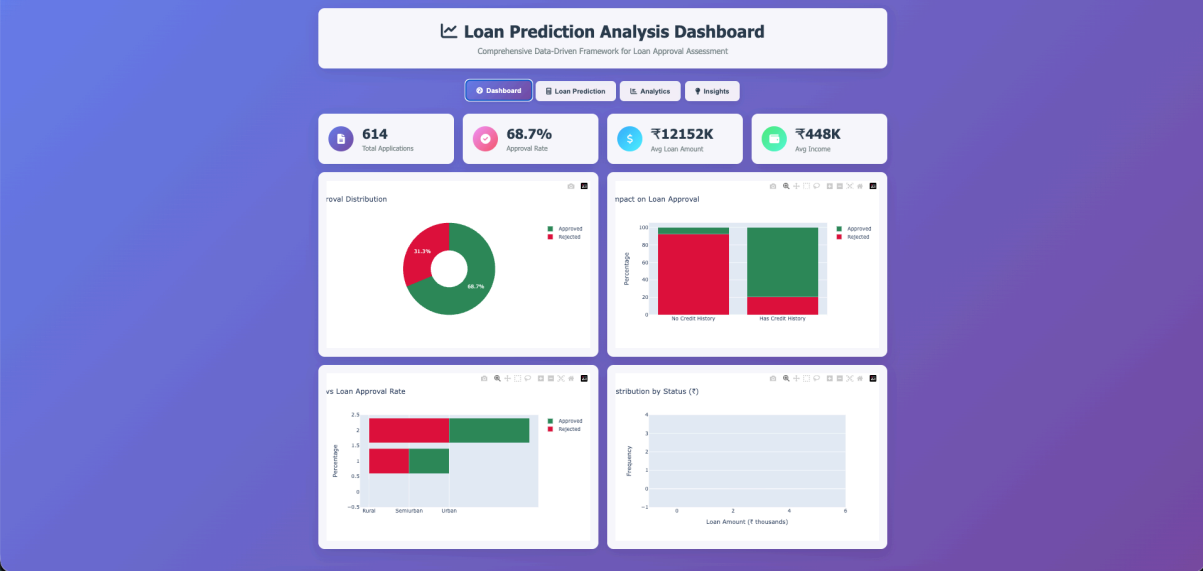 Loan Prediction Analysis Dashboard
Comprehensive Data-Driven Framework for Loan Approval Assessment
Dashboard
Loan Prediction
Analytics
Insights
614
Total Applications
68.7%
Approval Rate
₹12152K
Avg Loan Amount
₹448K
Avg Income
roval Distribution
Approved
Rejected
31.3%
68.7%
npact on Loan Approval
Approved
Rejected
Percentage
100
80
60
40
20
0
No Credit History
Has Credit History
vs Loan Approval Rate
Approved
Rejected
Percentage
2.5
2
1.5
1
0.5
0
−0.5
Rural
Semiurban
Urban
stribution by Status (₹)
Frequency
4
3
2
1
0
−1
0
2
4
6
Loan Amount (₹ thousands)